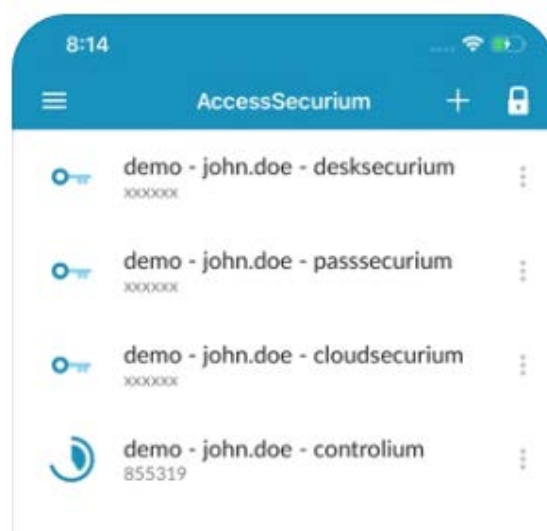 8:14
AccessSecurium
demo - john.doe - desksecurium
xxxxxx
demo - john.doe - passsecurium
xxxxxx
demo - john.doe - cloudsecurium
xxxxxx
demo - john.doe - controlium
855319